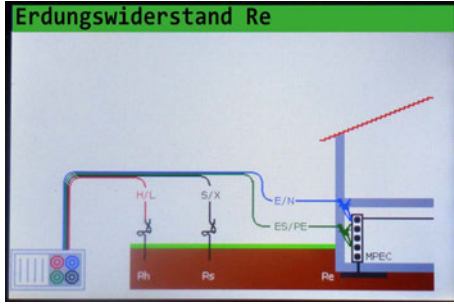 Erdungswiderstand Re
H/L
S/X
E/N
ES/PE
MPEC
Rh
Rs
Re